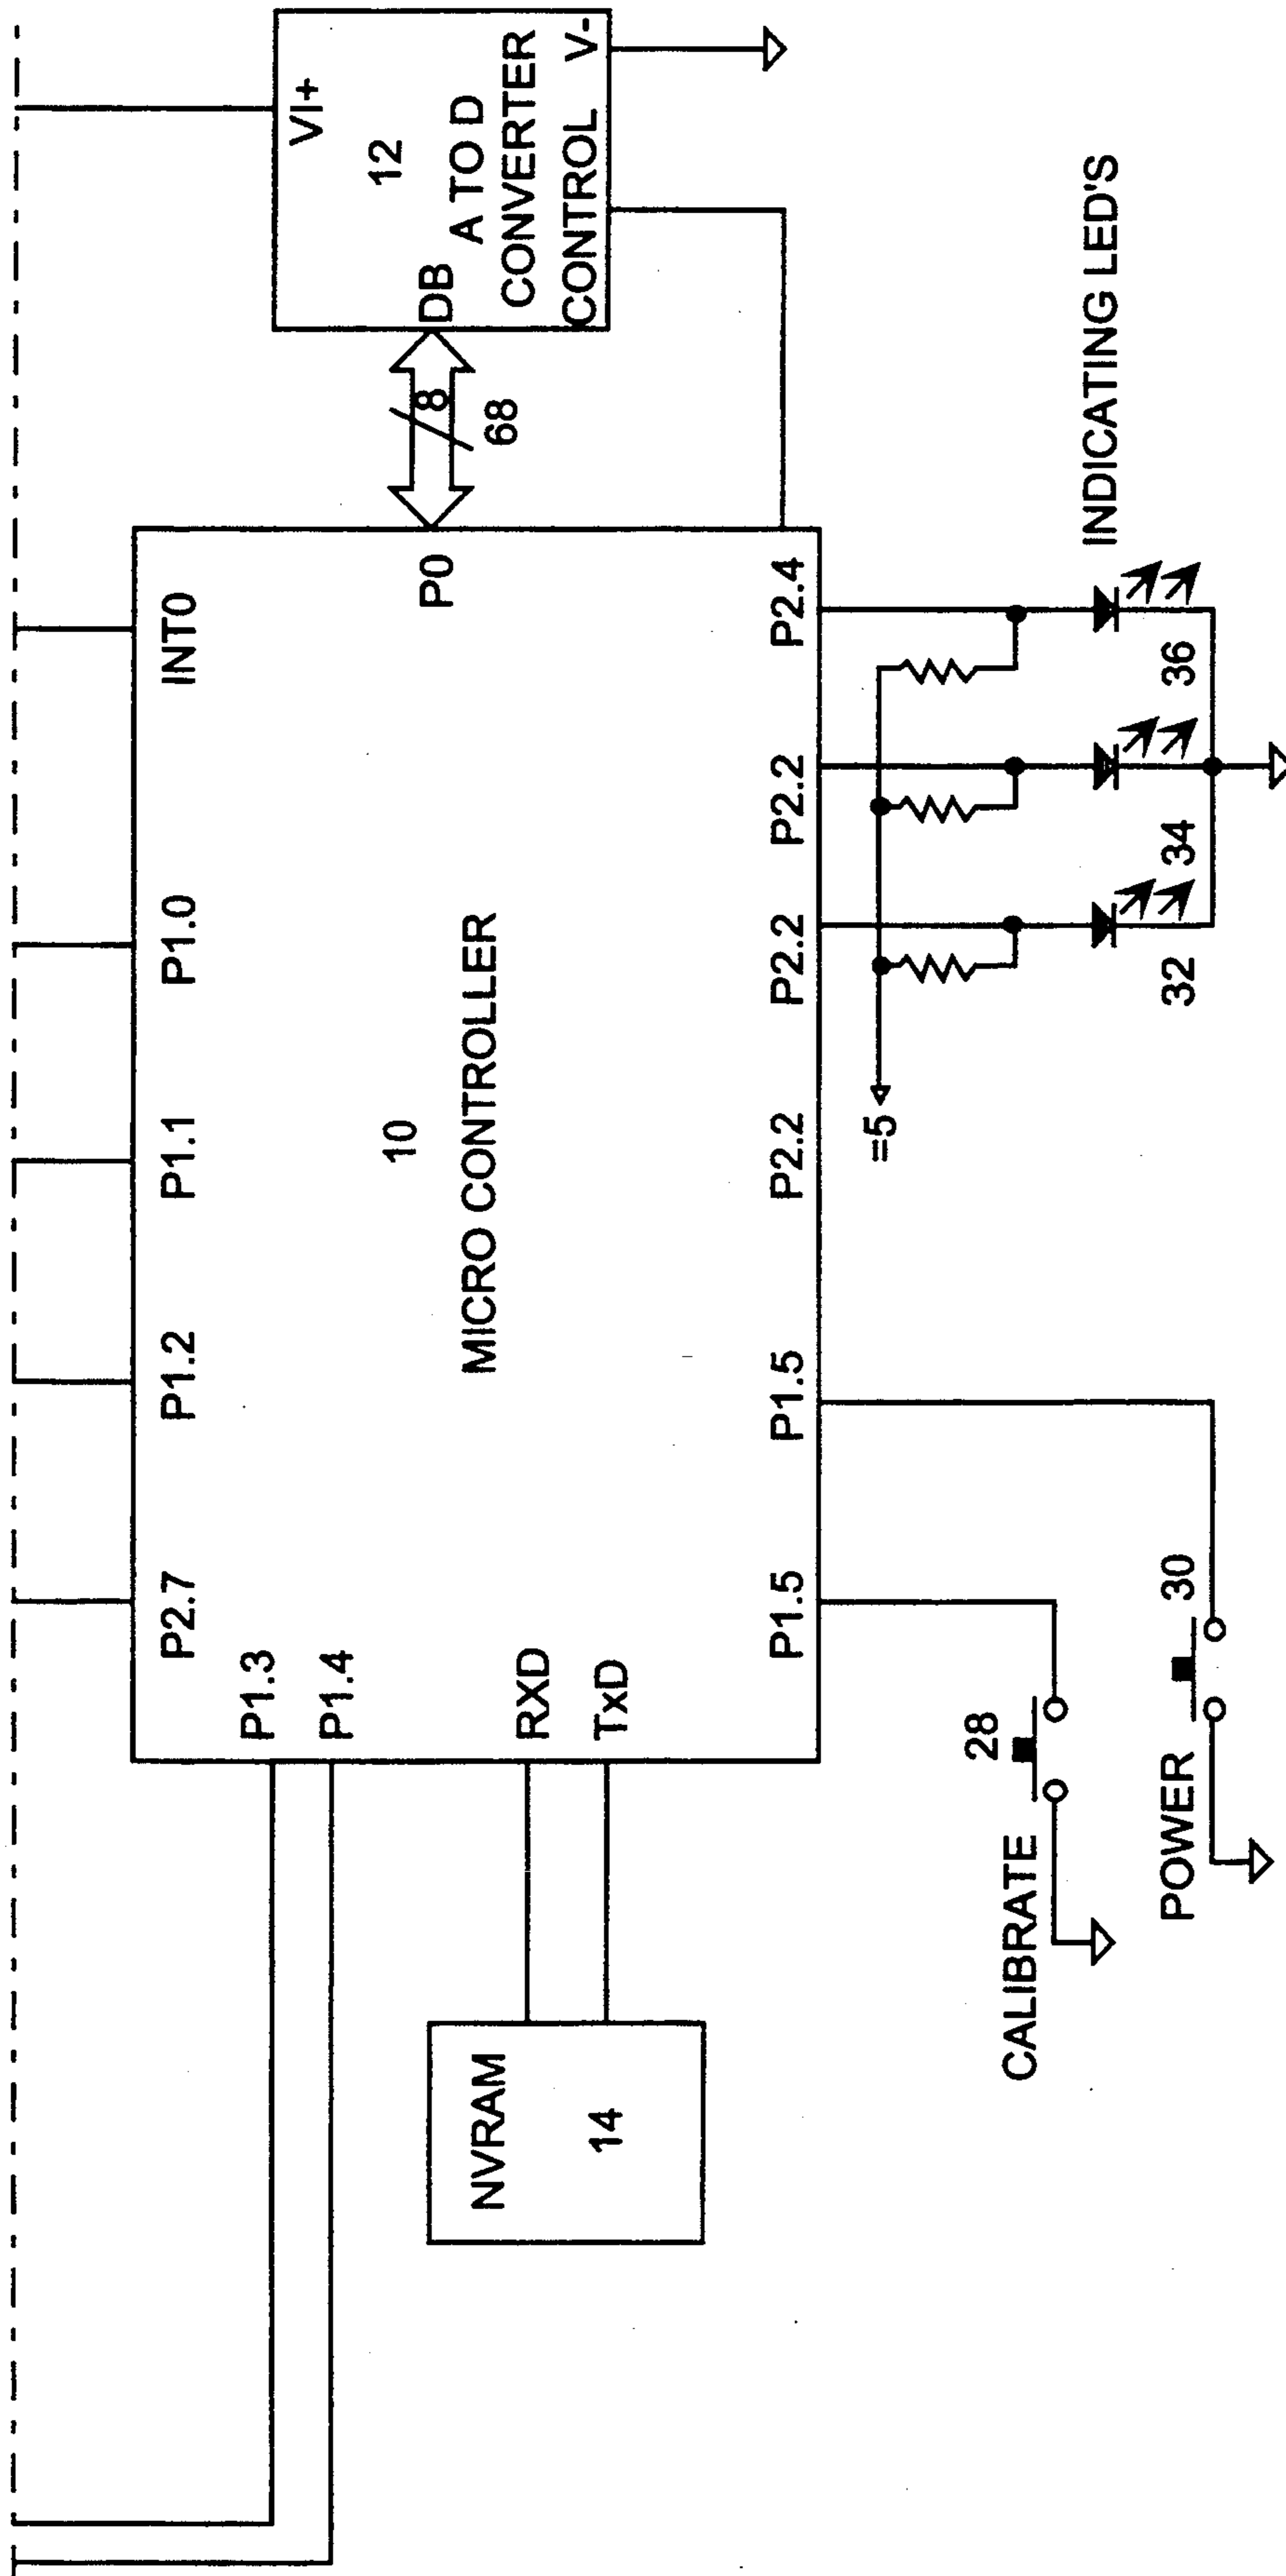 P2.7
P1.2
P1.1
P1.0
INT0
P1.3
P1.4
RXD
TxD
10
MICRO CONTROLLER
P0
8
68
VI+
12
DB
A TO D
CONVERTER
CONTROL
V-
NVRAM
14
P1.5
P1.5
P2.2
P2.2
P2.2
P2.4
=5
CALIBRATE
28
POWER
30
32
34
36
INDICATING LED'S